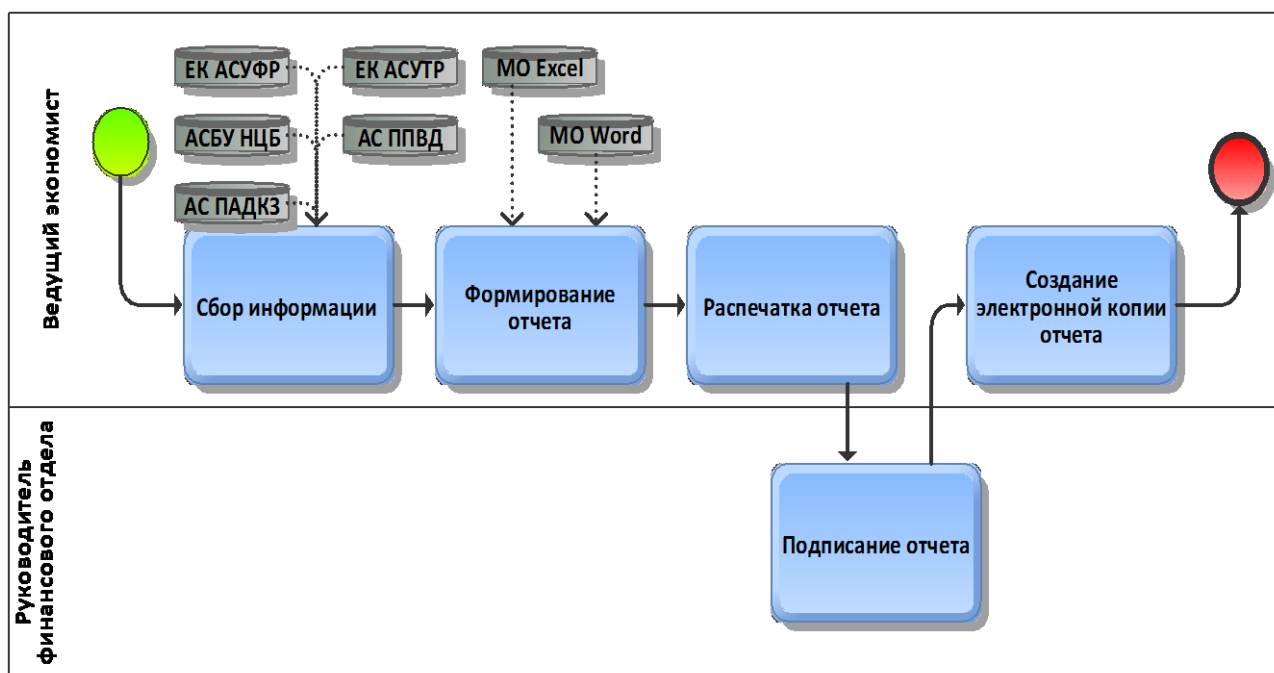 Ведущий экономист
ЕК АСУФР
ЕК АСУТР
МО Excel
АСБУ НЦБ
АС ППВД
МО Word
АС ПАДКЗ
Сбор информации
Формирование
отчета
Распечатка отчета
Создание
электронной копии
отчета
Руководитель
финансового отдела
Подписание отчета